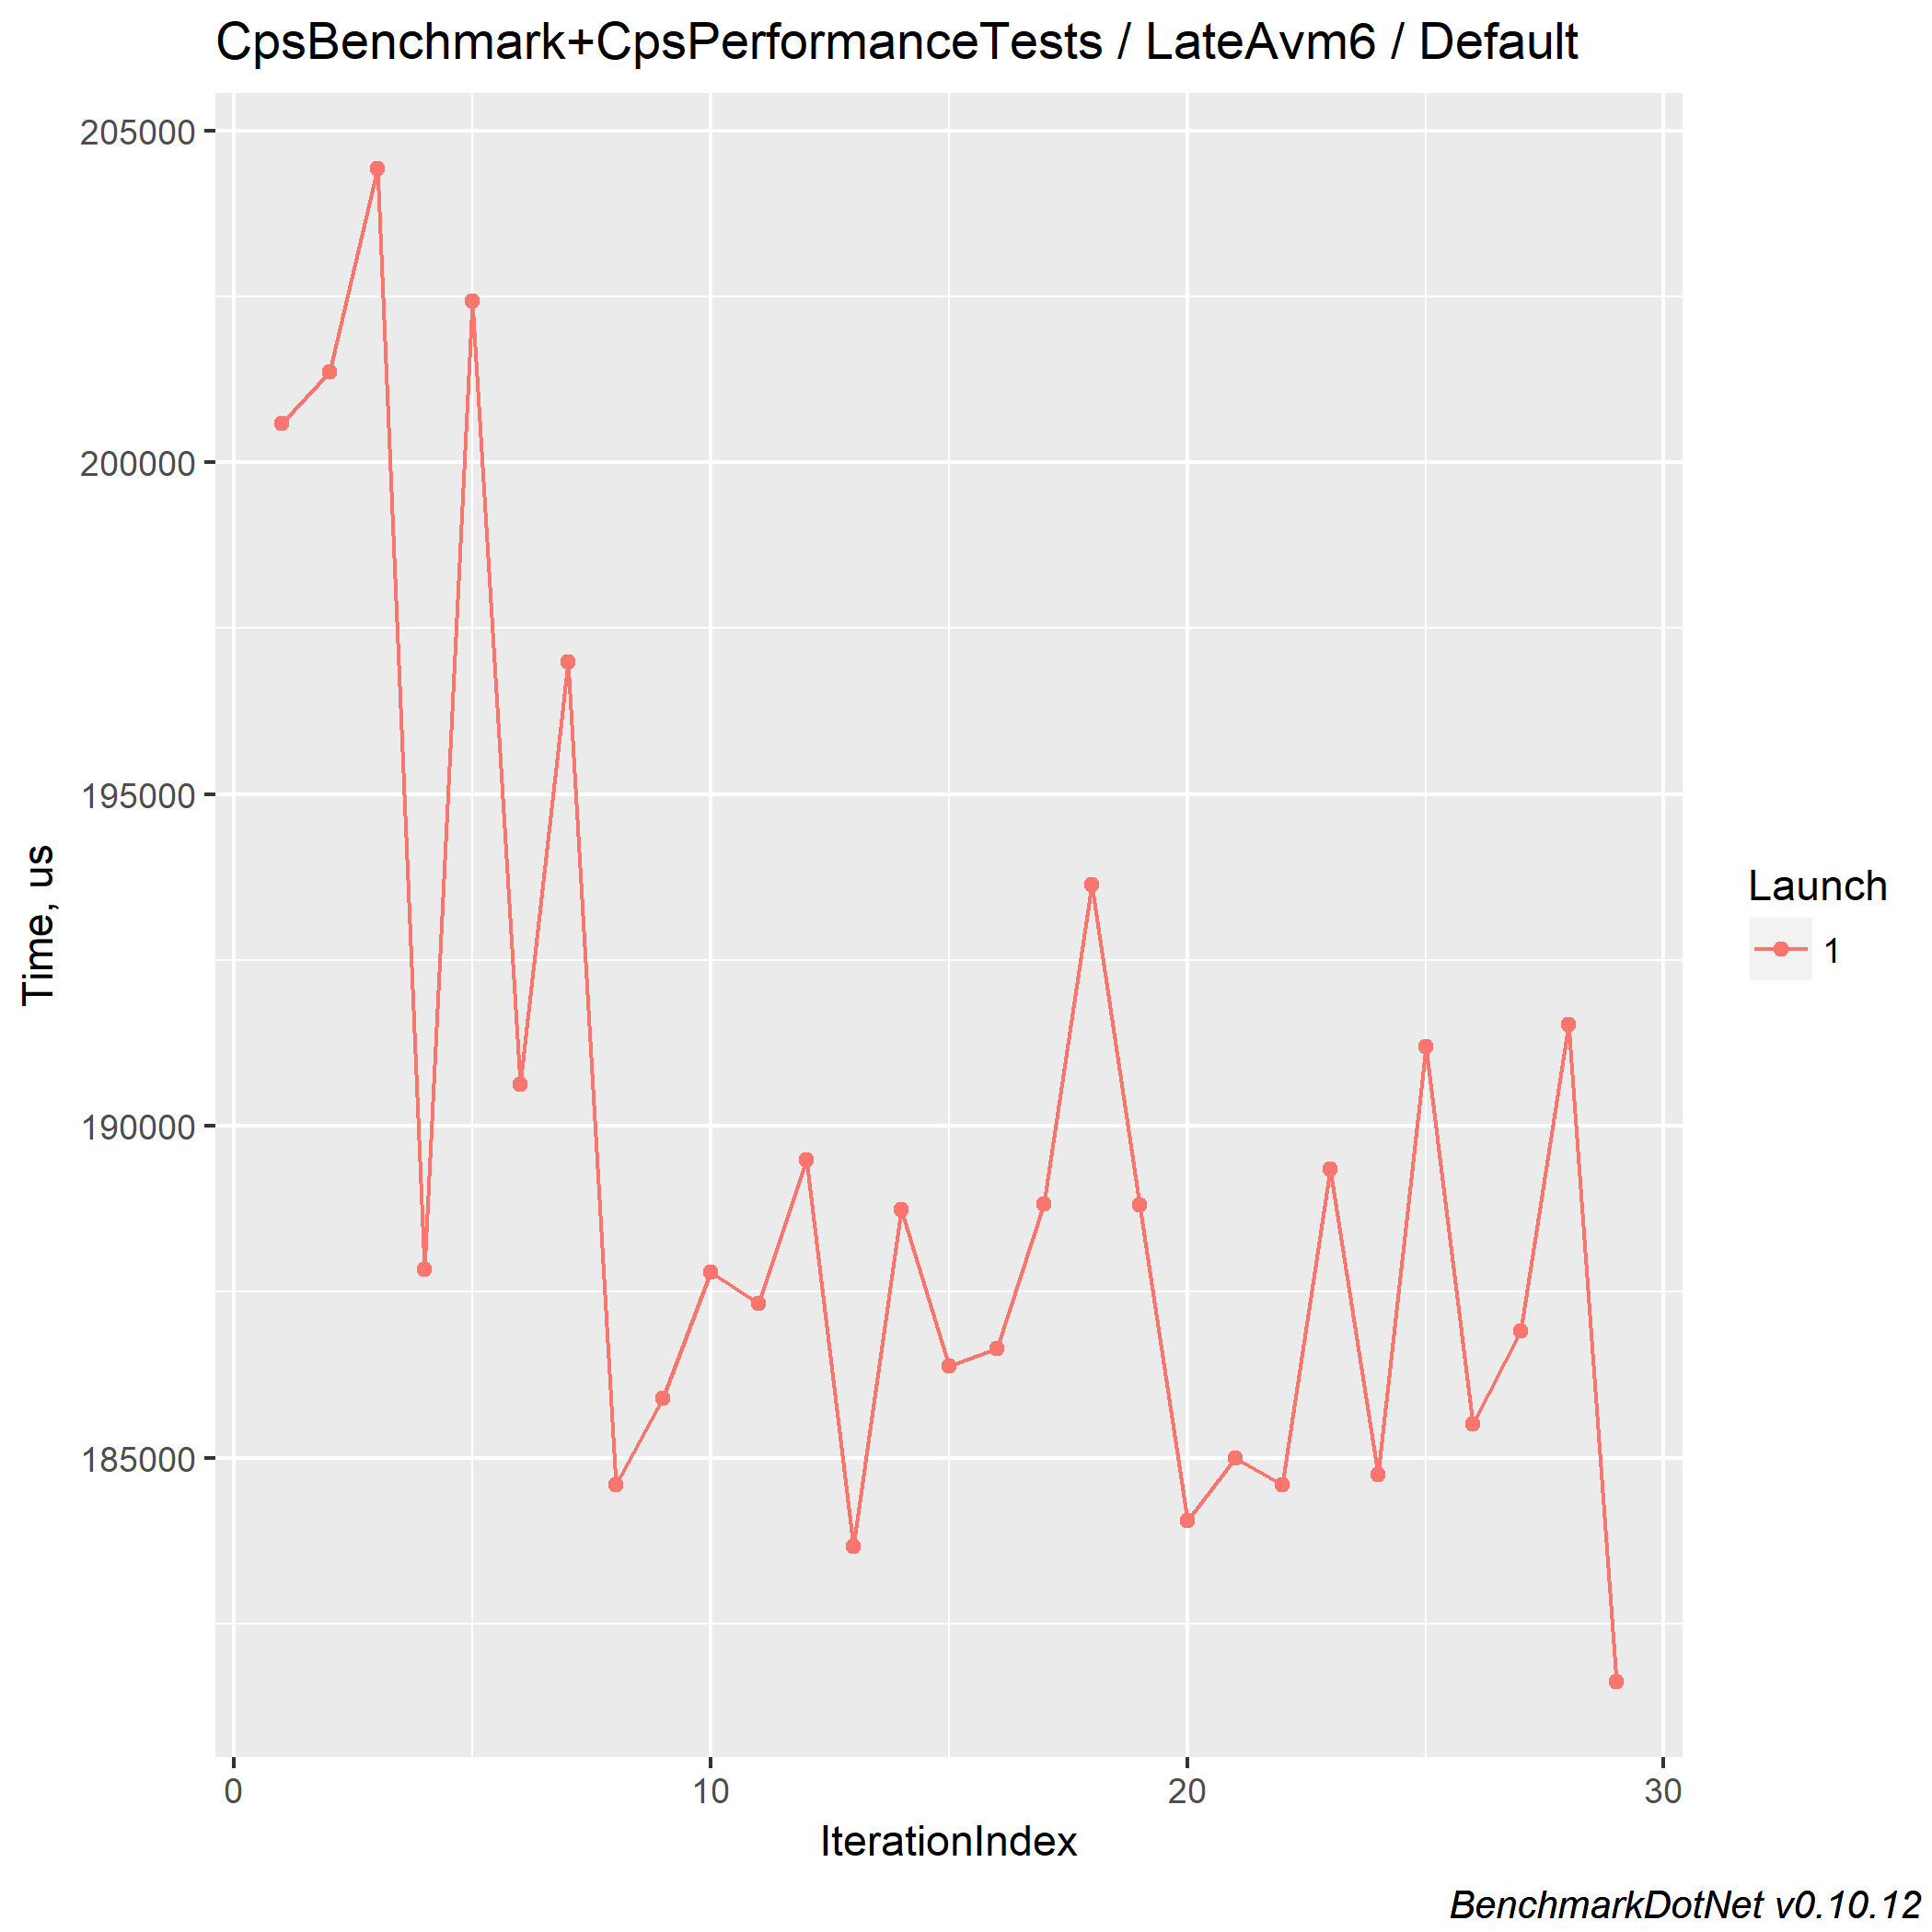 CpsBenchmark+CpsPerformanceTests / LateAvm6 / Default
205000
200000
195000
190000
185000
Time, us
0 10 20 30
IterationIndex
Launch
1
BenchmarkDotNet v0.10.12